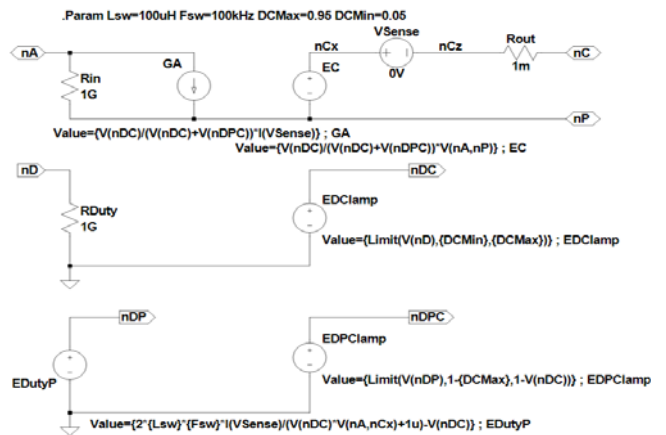 .Param Lsw=100uH Fsw=100kHz DCMax=0.95 DCMin=0.05
VSense
nA
nCx
nCz
Rout
nC
GA
+
-
Rin
1G
EC
+
-
0V
1m
nP
Value={V(nDC)/(V(nDC)+V(nDPC))*I(VSense)} ; GA
Value={V(nDC)/(V(nDC)+V(nDPC))*V(nA,nP)} ; EC
nD
nDC
EDClamp
RDuty
1G
+
-
Value={Limit(V(nD),{DCMin},{DCMax})} ; EDClamp
nDP
nDPC
EDPClamp
+
-
+
-
EDutyP
Value={Limit(V(nDP),1-{DCMax},1-V(nDC))} ; EDPClamp
Value={2*{Lsw}*{Fsw}*I(VSense)/(V(nDC)*V(nA,nCx)+1u)-V(nDC)} ; EDutyP